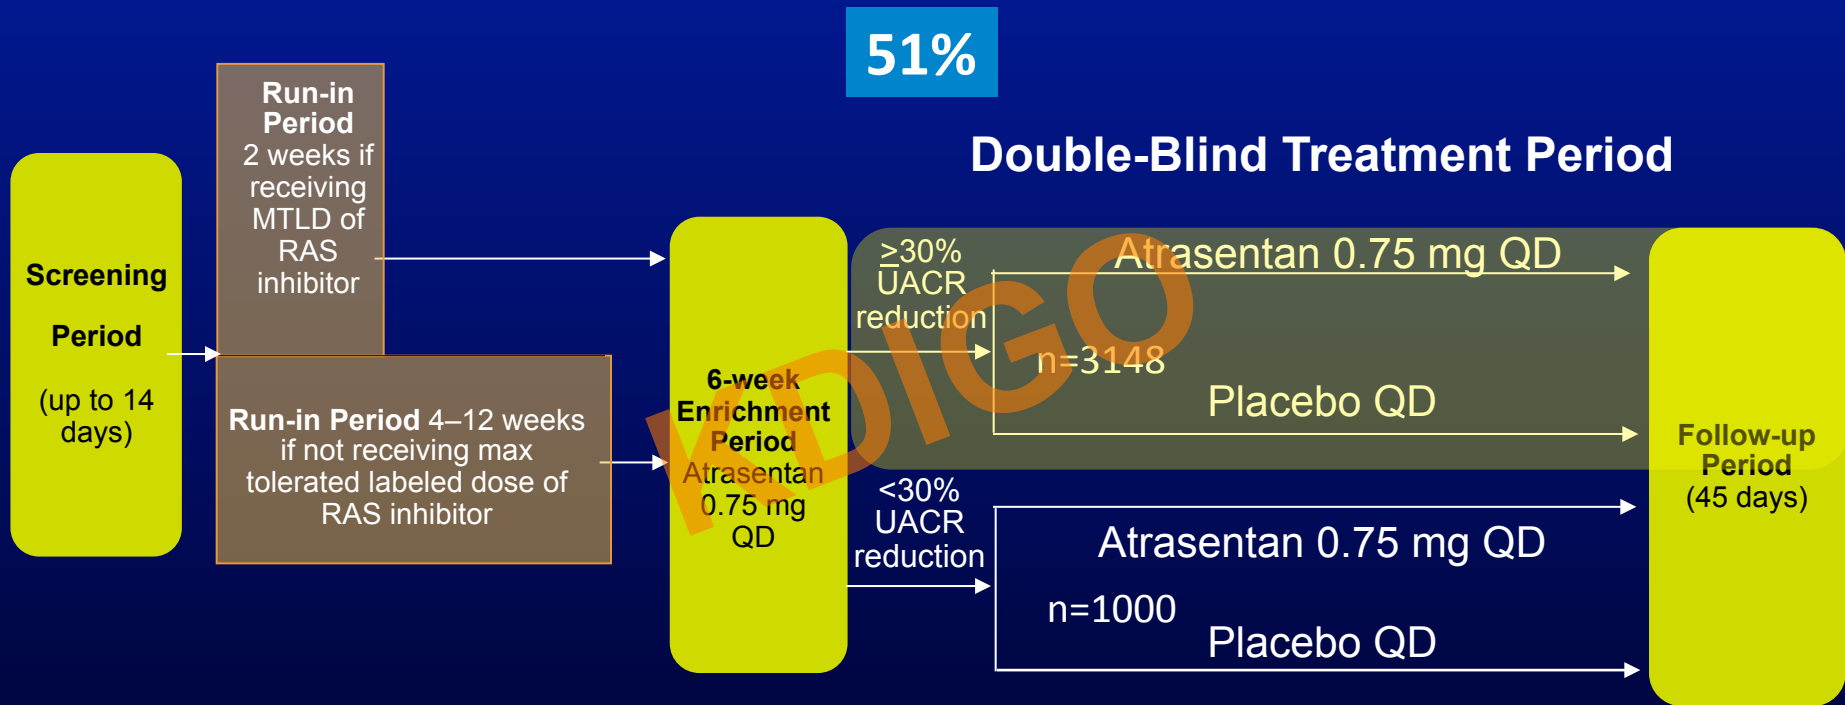 51%
Double-Blind Treatment Period
Screening
Period
(up to 14
days)
Run-in
Period
2 weeks if
receiving
MTLD of
RAS
inhibitor
Run-in Period 4–12 weeks
if not receiving max
tolerated labeled dose of
RAS inhibitor
6-week
Enrichment
Period
Atrasentan
0.75 mg
QD
≥30%
UACR
reduction
Atrasentan 0.75 mg QD
n=3148
Placebo QD
<30%
UACR
reduction
Atrasentan 0.75 mg QD
n=1000
Placebo QD
Follow-up
Period
(45 days)
KDIGO